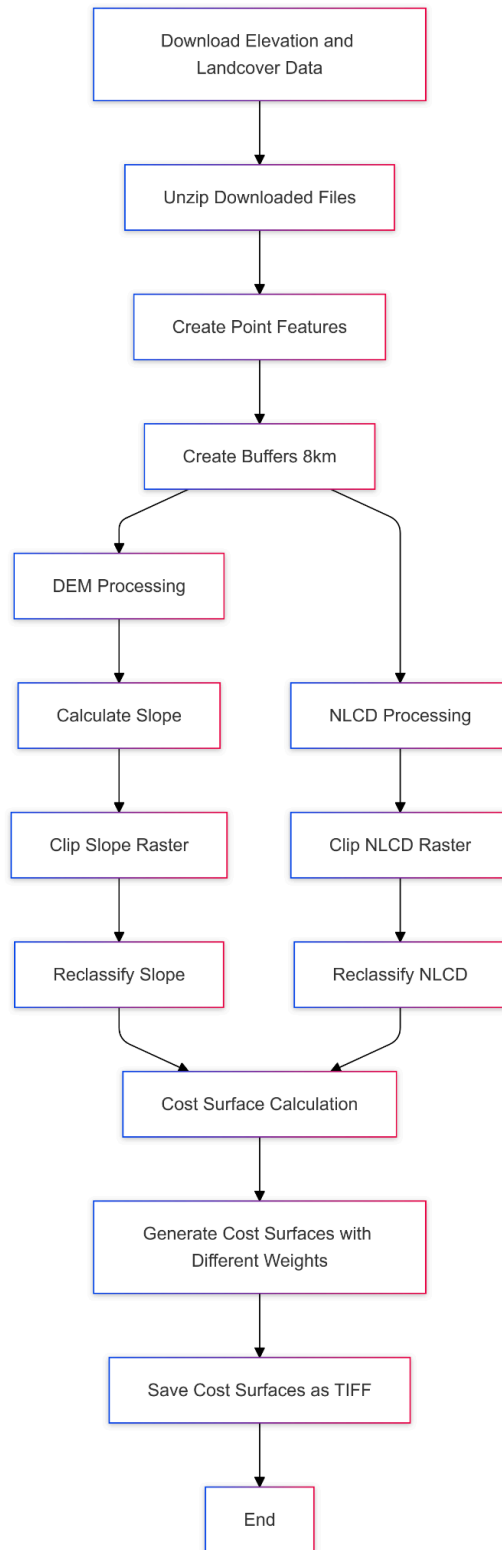 Download Elevation and
Landcover Data
Unzip Downloaded Files
Create Point Features
Create Buffers 8km
DEM Processing
Calculate Slope
NLCD Processing
Clip Slope Raster
Clip NLCD Raster
Reclassify Slope
Reclassify NLCD
Cost Surface Calculation
Generate Cost Surfaces with
Different Weights
Save Cost Surfaces as TIFF
End